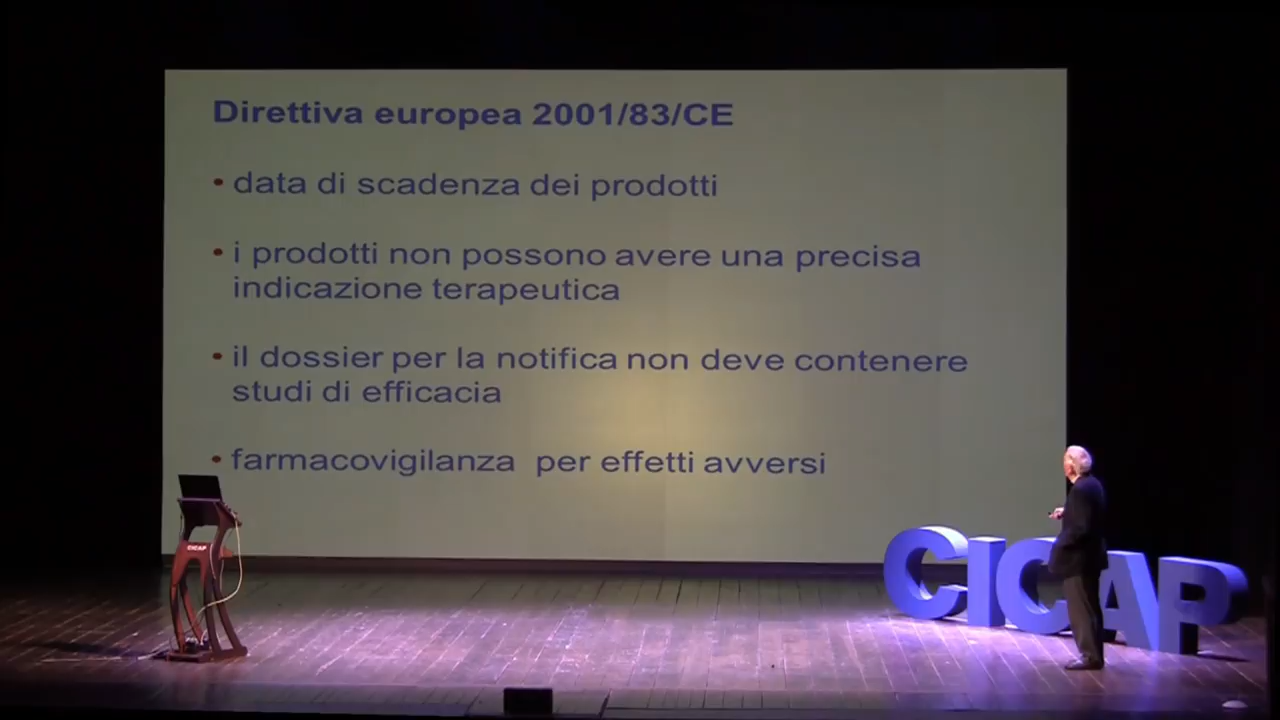 Direttiva europea 2001/83/CE
• data di scadenza dei prodotti
• i prodotti non possono avere una precisa
indicazione terapeutica
• il dossier per la notifica non deve contenere
studi di efficacia
• farmacovigilanza per effetti avversi
CICAP
CICAP